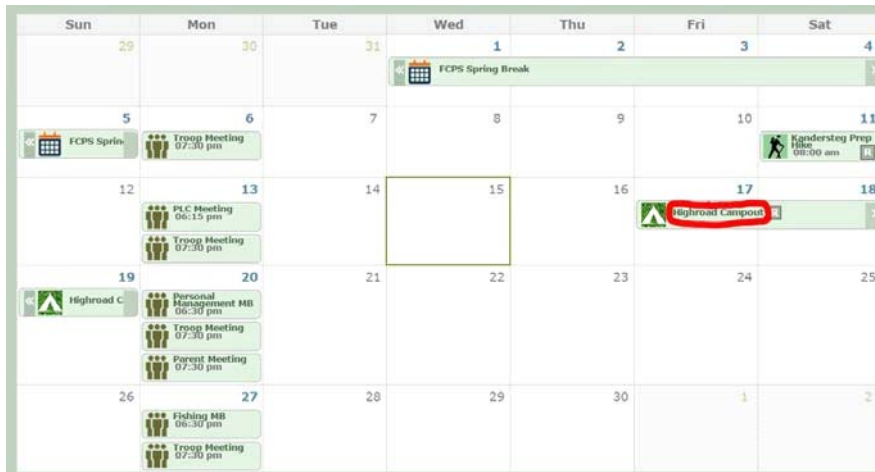 Sun Mon Tue Wed Thu Fri Sat
29 30 31 1 2 3 4
FCPS Spring Break
5 6 7 8 9 10 11
FCPS Sprin
Troop Meeting
07:30 pm
Kandersteg Prep
Hike
08:00 am R
12 13 14 15 16 17 18
PLC Meeting
06:15 pm
Troop Meeting
07:30 pm
Highroad Campout R
19 20 21 22 23 24 25
Highroad C
Personal
Management MB
06:30 pm
Troop Meeting
07:30 pm
Parent Meeting
07:30 pm
26 27 28 29 30 1 2
Fishing MB
06:30 pm
Troop Meeting
07:30 pm